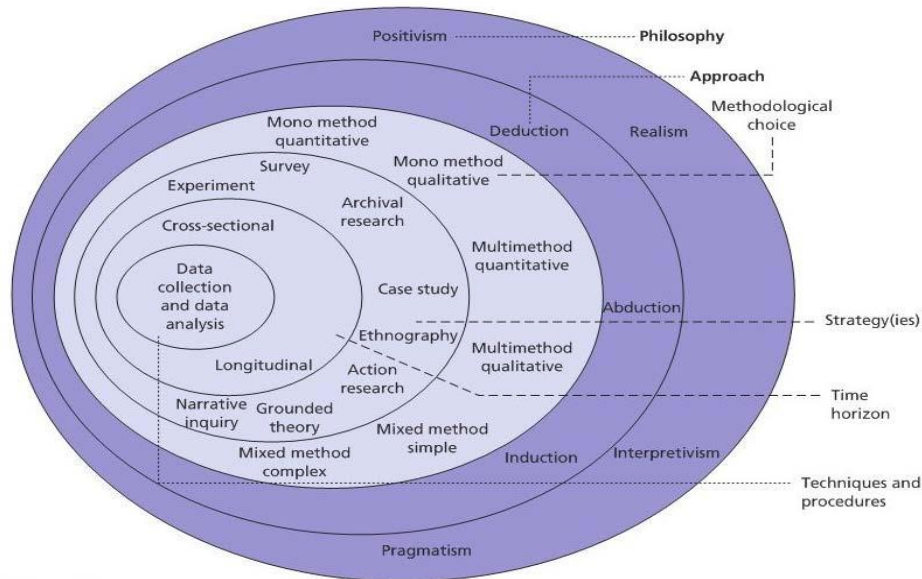 Positivism
Philosophy
Approach
Methodological
choice
Mono method
quantitative
Deduction
Realism
Survey
Mono method
qualitative
Experiment
Archival
research
Cross-sectional
Multimethod
quantitative
Data
collection
and data
analysis
Case study
Abduction
Strategy(ies)
Ethnography
Multimethod
qualitative
Longitudinal
Action
research
Time
horizon
Narrative
inquiry
Grounded
theory
Mixed method
simple
Mixed method
complex
Induction
Interpretivism
Techniques and
procedures
Pragmatism